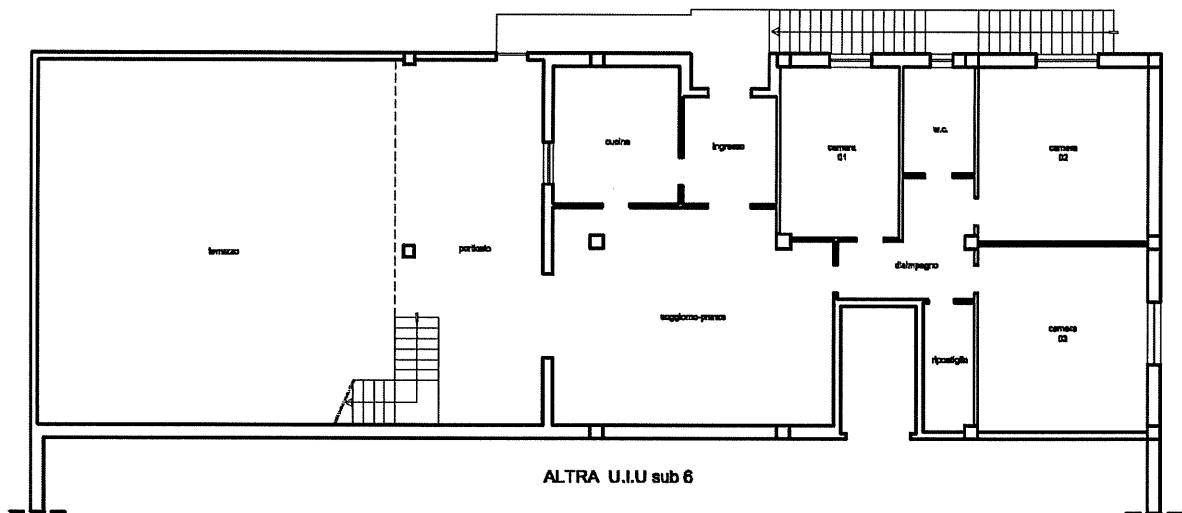 cucina
ingresso
camera
01
w.c.
camera
02
terrazzo
porticato
disimpegno
soggiorno-pranzo
camera
03
ripostiglio
ALTRA U.I.U sub 6